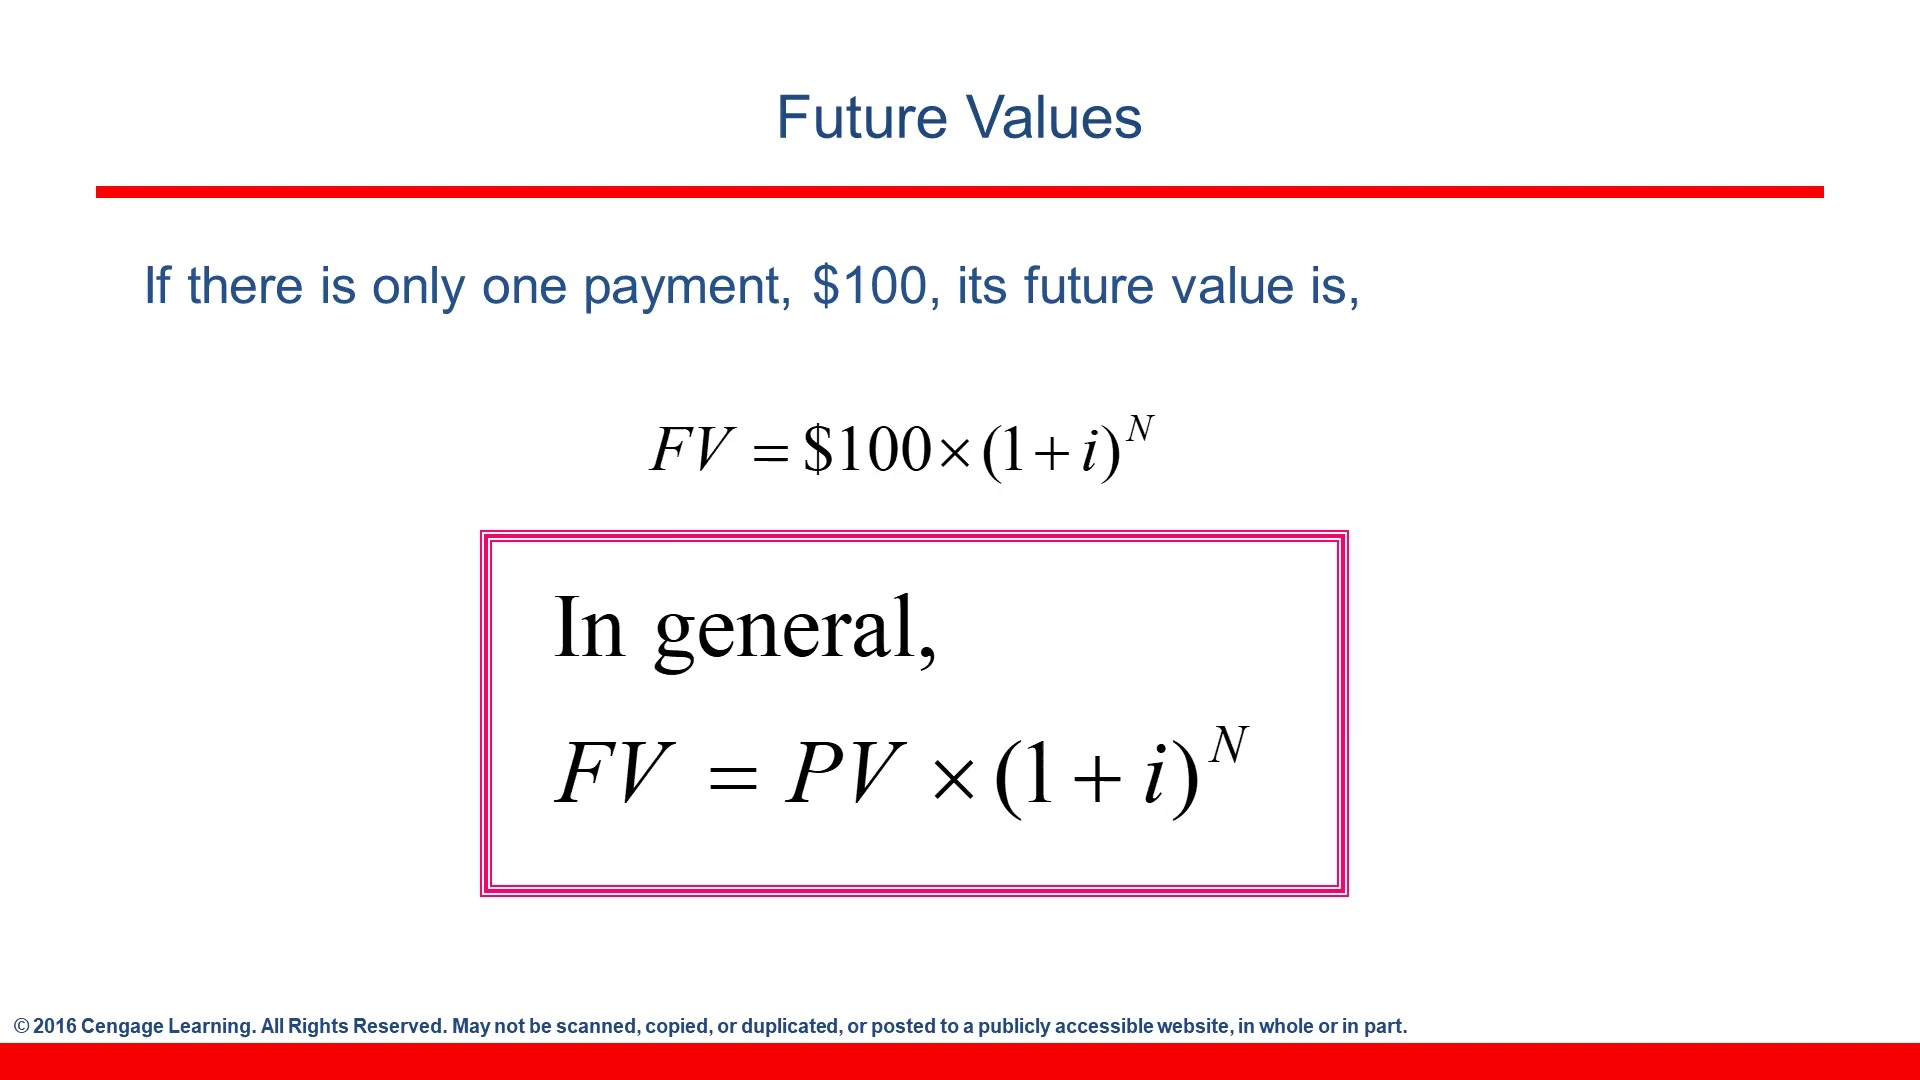 Future Values
If there is only one payment, $100, its future value is,
FV = $100×(1+i)^N
In general,
FV = PV ×(1+i)^N
© 2016 Cengage Learning. All Rights Reserved. May not be scanned, copied, or duplicated, or posted to a publicly accessible website, in whole or in part.